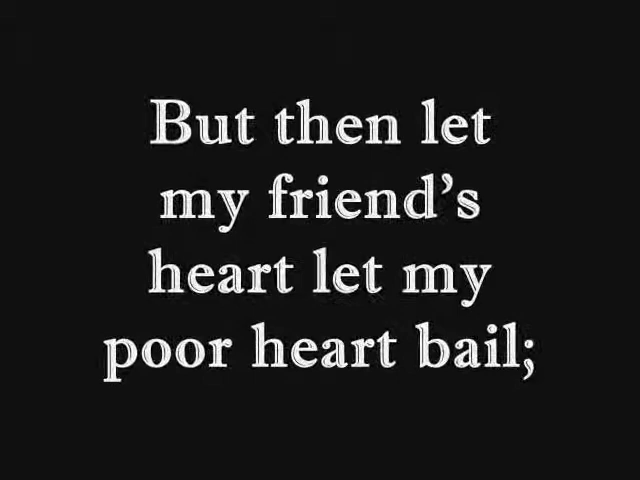 But then let
my friend’s
heart let my
poor heart bail;